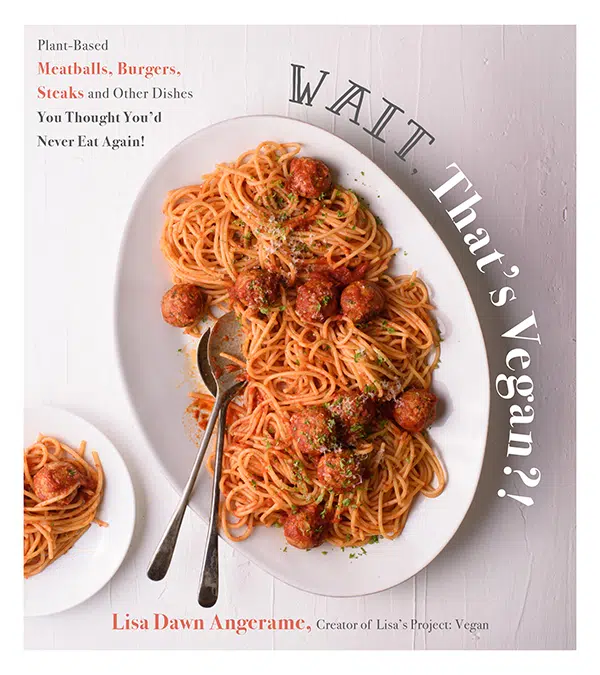 Plant-Based
Meatballs, Burgers,
Steaks and Other Dishes
You Thought You'd
Never Eat Again!
WAIT,
That's Vegan?!
Lisa Dawn Angerame, Creator of Lisa's Project: Vegan